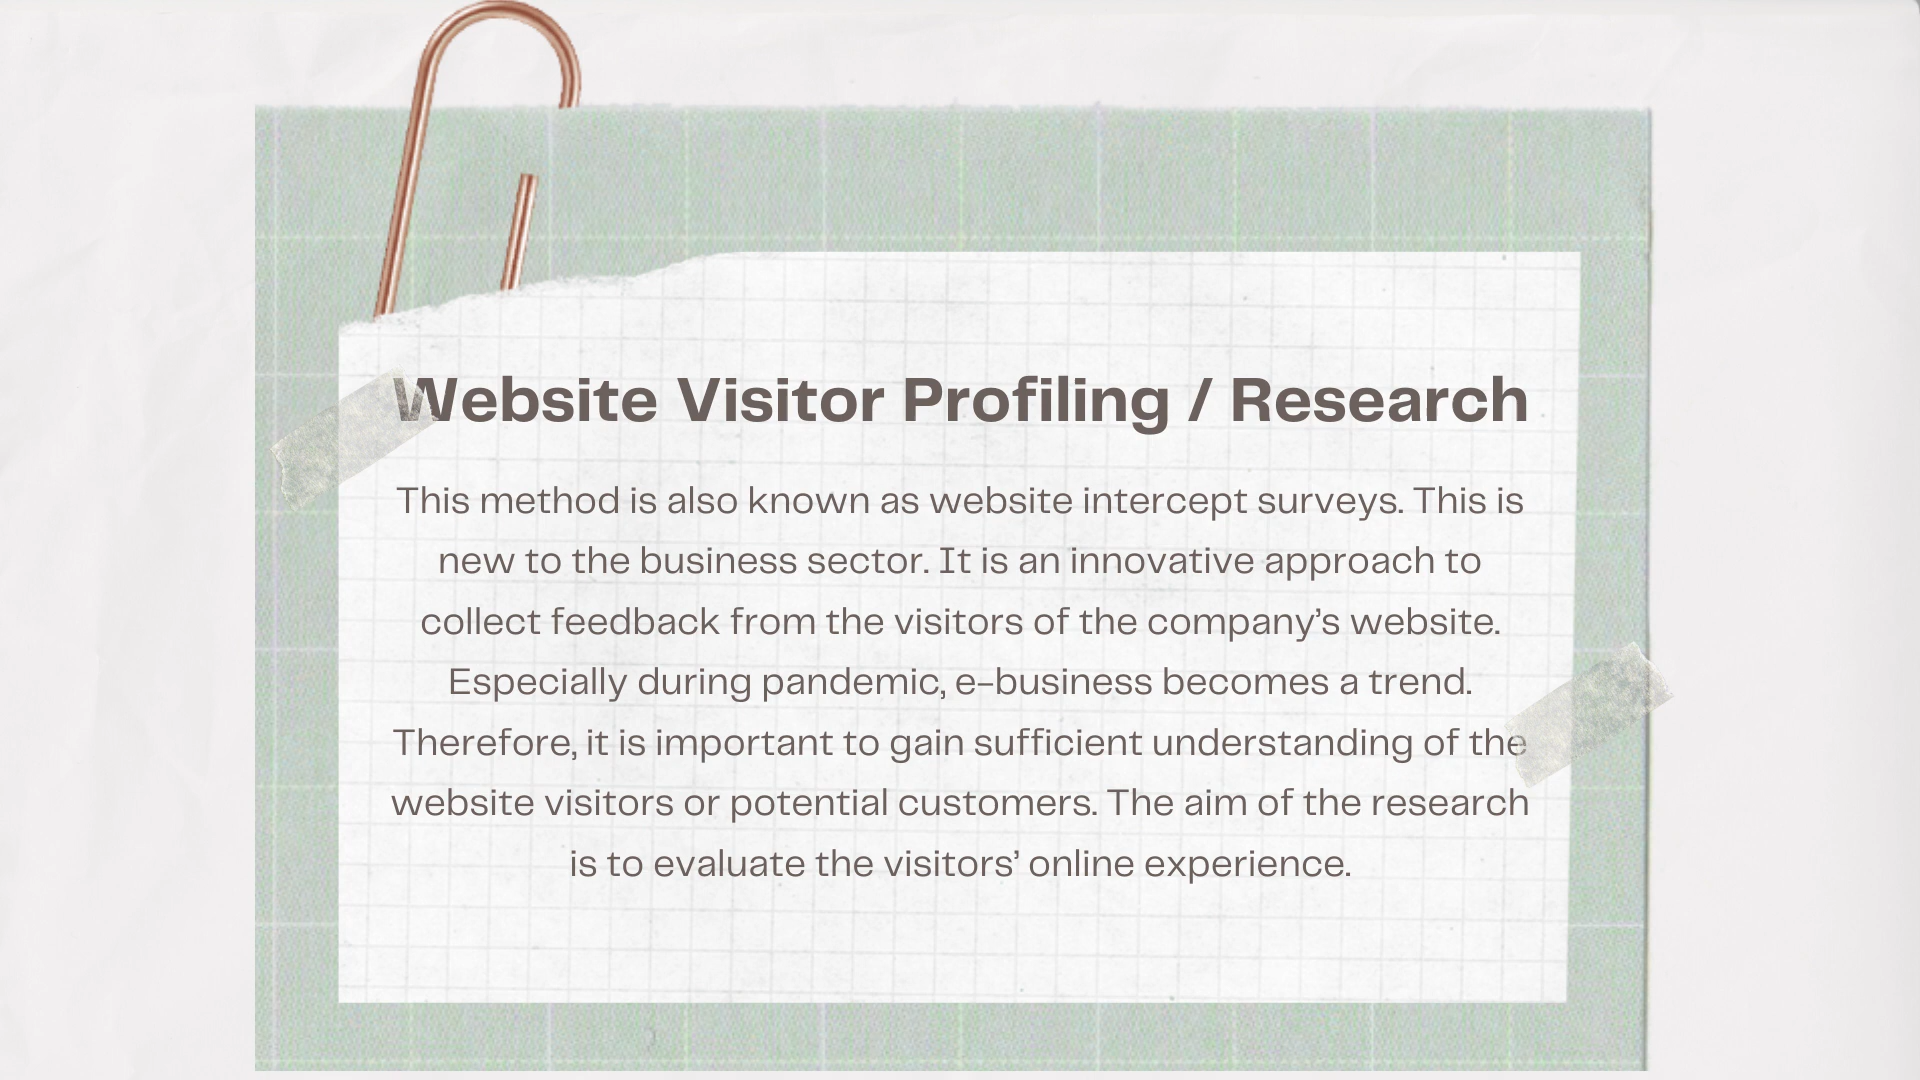 Website Visitor Profiling / Research
This method is also known as website intercept surveys. This is
new to the business sector. It is an innovative approach to
collect feedback from the visitors of the company’s website.
Especially during pandemic, e-business becomes a trend.
Therefore, it is important to gain sufficient understanding of the
website visitors or potential customers. The aim of the research
is to evaluate the visitors’ online experience.